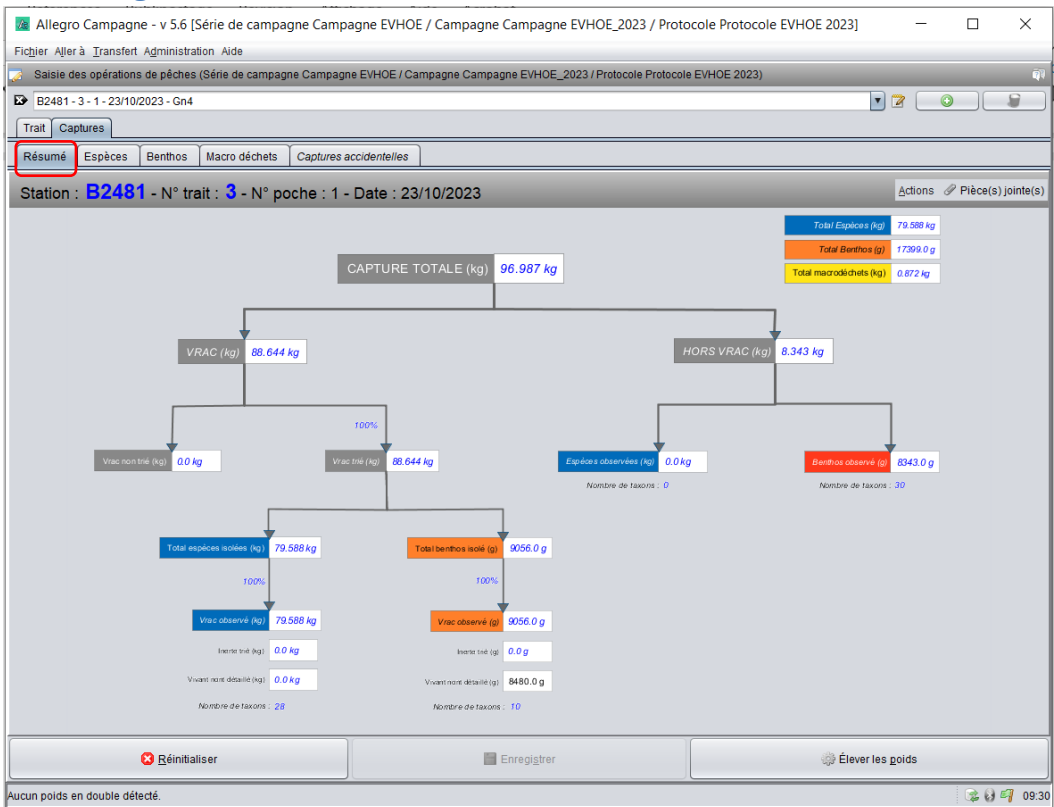 Allegro Campagne - v 5.6 [Série de campagne Campagne EVHOE / Campagne Campagne EVHOE_2023 / Protocole Protocole EVHOE 2023]
Fichier Aller à Transfert Administration Aide
Saisie des opérations de pêches (Série de campagne Campagne EVHOE / Campagne Campagne EVHOE_2023 / Protocole Protocole EVHOE 2023)
B2481 - 3 - 1 - 23/10/2023 - Gn4
Trait Captures
Résumé Espèces Benthos Macro déchets Captures accidentelles
Station : B2481 - N° trait : 3 - N° poche : 1 - Date : 23/10/2023 Actions Pièce(s) jointe(s)
Total Espèces (kg) 79.588 kg
Total Benthos (g) 17399.0 g
Total macrodéchets (kg) 0.872 kg
CAPTURE TOTALE (kg) 96.987 kg
VRAC (kg) 88.644 kg HORS VRAC (kg) 8.343 kg
100%
Vrac non trié (kg) 0.0 kg Vrac trié (kg) 88.644 kg Espèces observées (kg) 0.0 kg Benthos observé (g) 8343.0 g
Nombre de taxons : 0 Nombre de taxons : 30
Total espèces isolées (kg) 79.588 kg Total benthos isolé (g) 9056.0 g
100% 100%
Vrac observé (kg) 79.588 kg Vrac observé (g) 9056.0 g
Inerte trié (kg) 0.0 kg Inerte trié (g) 0.0 g
Vivant nont détaillé (kg) 0.0 kg Vivant nont détaillé (g) 8480.0 g
Nombre de taxons : 28 Nombre de taxons : 10
Réinitialiser Enregistrer Élever les poids
Aucun poids en double détecté. 09:30